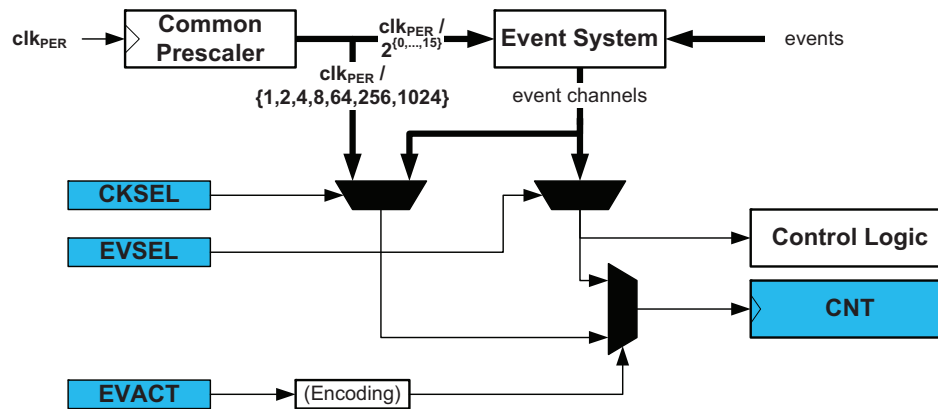 clkPER
Common
Prescaler
clkPER /
2{0,...,15}
Event System
events
clkPER /
{1,2,4,8,64,256,1024}
event channels
CKSEL
EVSEL
Control Logic
CNT
EVACT
(Encoding)